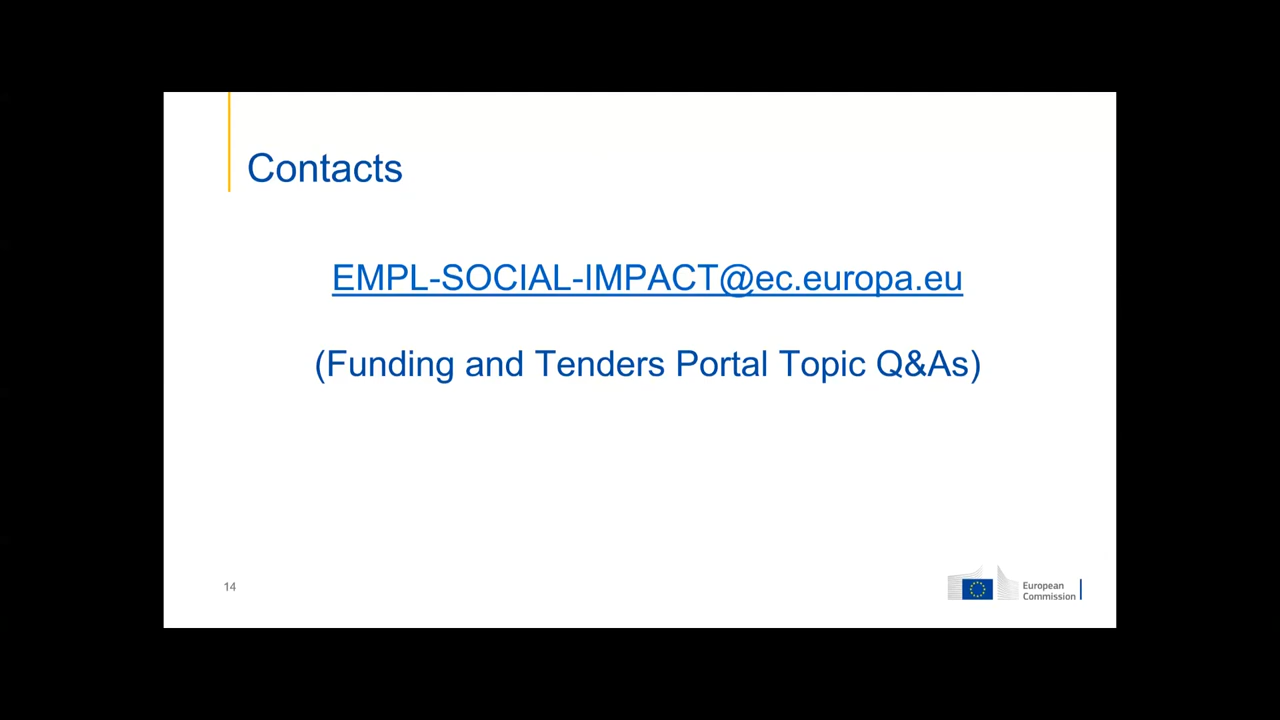 Contacts
EMPL-SOCIAL-IMPACT@ec.europa.eu
(Funding and Tenders Portal Topic Q&As)
14
European
Commission